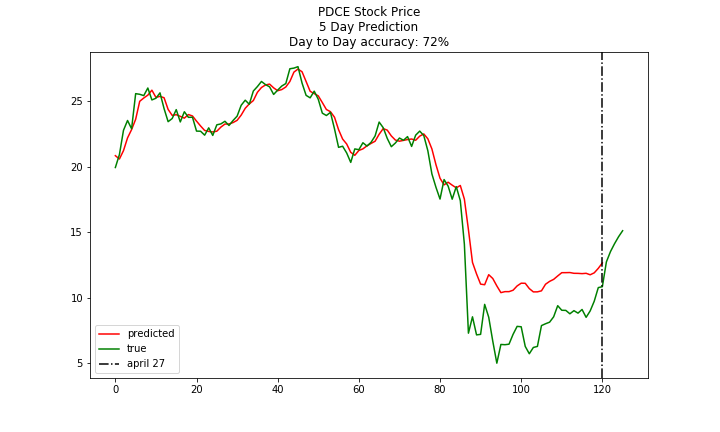 PDCE Stock Price
5 Day Prediction
Day to Day accuracy: 72%
25
20
15
10
5
predicted
true
april 27
0 20 40 60 80 100 120